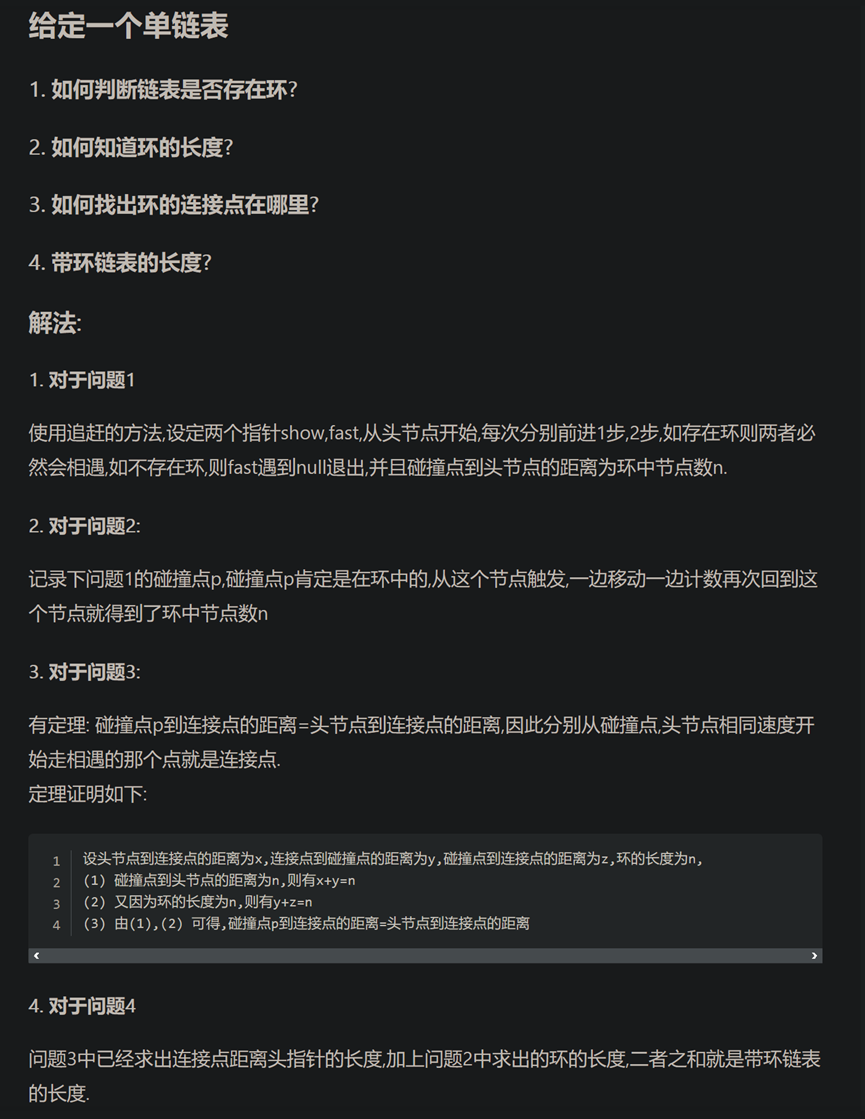 给定一个单链表
1. 如何判断链表是否存在环?
2. 如何知道环的长度?
3. 如何找出环的连接点在哪里?
4. 带环链表的长度?
解法:
1. 对于问题1
使用追赶的方法,设定两个指针show,fast,从头节点开始,每次分别前进1步,2步,如存在环则两者必
然会相遇,如不存在环,则fast遇到null退出,并且碰撞点到头节点的距离为环中节点数n.
2. 对于问题2:
记录下问题1的碰撞点p,碰撞点p肯定是在环中的,从这个节点触发,一边移动一边计数再次回到这
个节点就得到了环中节点数n
3. 对于问题3:
有定理: 碰撞点p到连接点的距离=头节点到连接点的距离,因此分别从碰撞点,头节点相同速度开
始走相遇的那个点就是连接点.
定理证明如下:
1 设头节点到连接点的距离为x,连接点到碰撞点的距离为y,碰撞点到连接点的距离为z,环的长度为n,
2 (1) 碰撞点到头节点的距离为n,则有x+y=n
3 (2) 又因为环的长度为n,则有y+z=n
4 (3) 由(1),(2) 可得,碰撞点p到连接点的距离=头节点到连接点的距离
4. 对于问题4
问题3中已经求出连接点距离头指针的长度,加上问题2中求出的环的长度,二者之和就是带环链表
的长度.